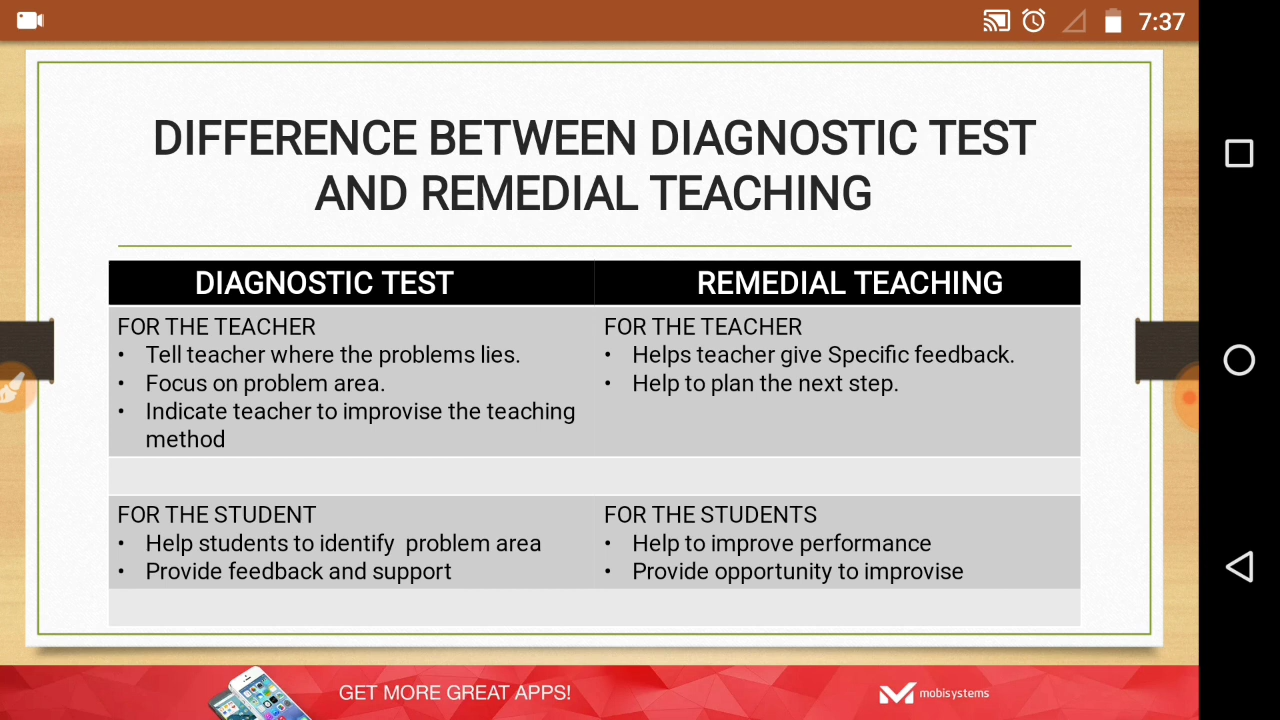 7:37
DIFFERENCE BETWEEN DIAGNOSTIC TEST
AND REMEDIAL TEACHING
DIAGNOSTIC TEST
REMEDIAL TEACHING
FOR THE TEACHER
• Tell teacher where the problems lies.
• Focus on problem area.
• Indicate teacher to improvise the teaching
method
FOR THE TEACHER
• Helps teacher give Specific feedback.
• Help to plan the next step.
FOR THE STUDENT
• Help students to identify  problem area
• Provide feedback and support
FOR THE STUDENTS
• Help to improve performance
• Provide opportunity to improvise
GET MORE GREAT APPS!
mobisystems